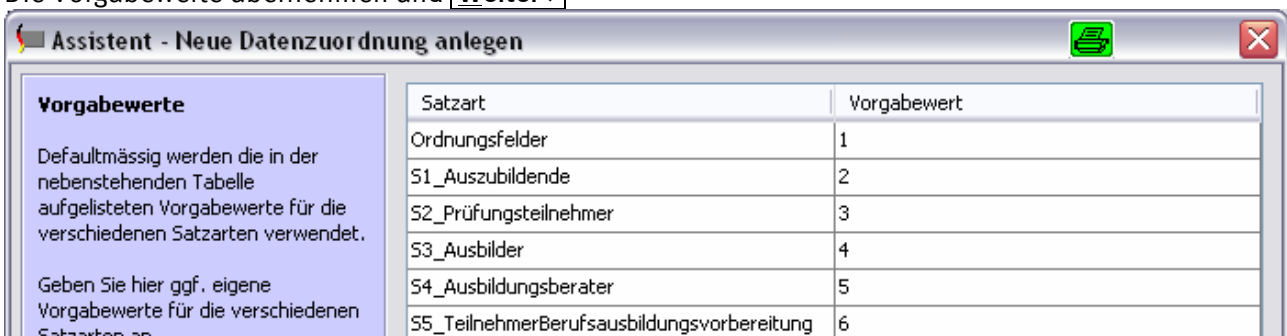 Die Vorgabewerte übernehmen und Weiter >
Assistent - Neue Datenzuordnung anlegen
Vorgabewerte
Defaultmässig werden die in der
nebenstehenden Tabelle
aufgelisteten Vorgabewerte für die
verschiedenen Satzarten verwendet.
Geben Sie hier ggf. eigene
Vorgabewerte für die verschiedenen
Satzarten an.
Satzart Vorgabewert
Ordnungsfelder 1
S1_Auszubildende 2
S2_Prüfungsteilnehmer 3
S3_Ausbilder 4
S4_Ausbildungsberater 5
S5_TeilnehmerBerufsausbildungsvorbereitung 6